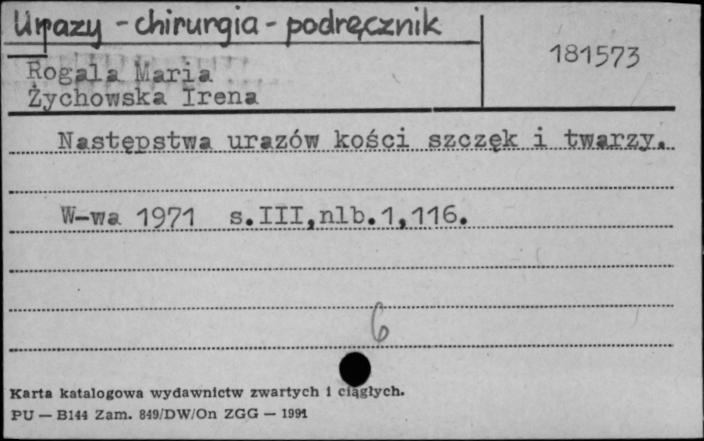 Urazy - chirurgia - podręcznik
181573
Rogala Maria
Żychowska Irena
Następstwa urazów kości szczęk i twarzy.
W-wa 1971 s.III,nlb.1,116.
6
Karta katalogowa wydawnictw zwartych i ciągłych.
PU — B144 Zam. 849/DW/On ZGG — 1991